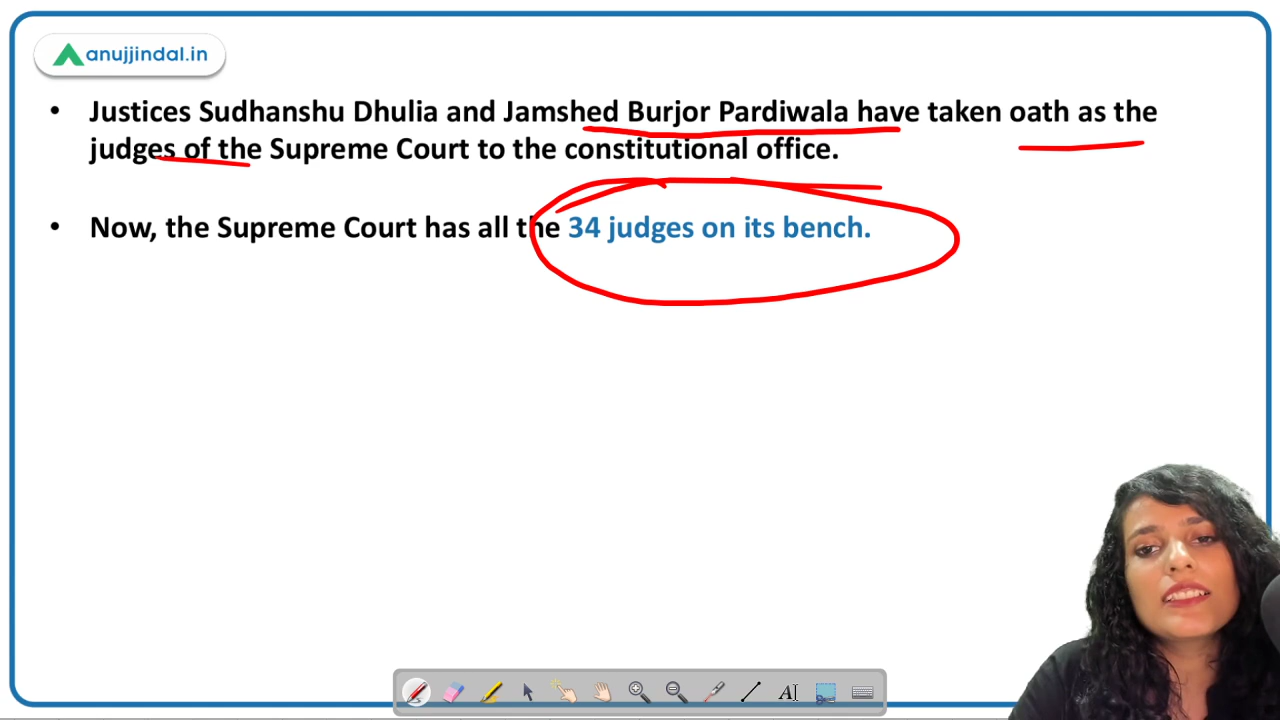 anujjindal.in
• Justices Sudhanshu Dhulia and Jamshed Burjor Pardiwala have taken oath as the
judges of the Supreme Court to the constitutional office.
• Now, the Supreme Court has all the 34 judges on its bench.
AI